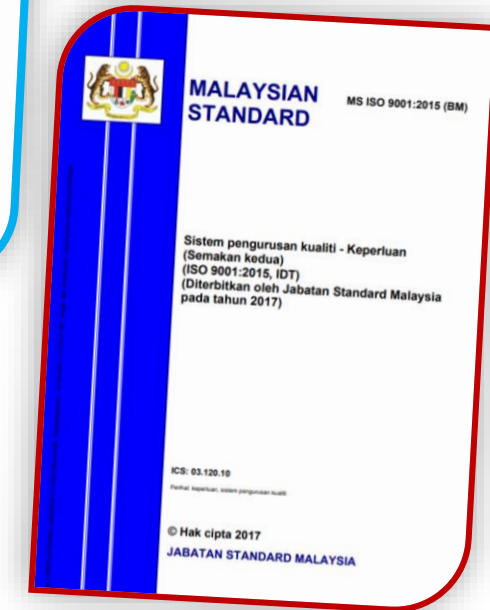 MALAYSIAN
STANDARD
MS ISO 9001:2015 (BM)
Sistem pengurusan kualiti - Keperluan
(Semakan kedua)
(ISO 9001:2015, IDT)
(Diterbitkan oleh Jabatan Standard Malaysia
pada tahun 2017)
ICS: 03.120.10
Perihal: keperluan, sistem pengurusan kualiti
© Hak cipta 2017
JABATAN STANDARD MALAYSIA